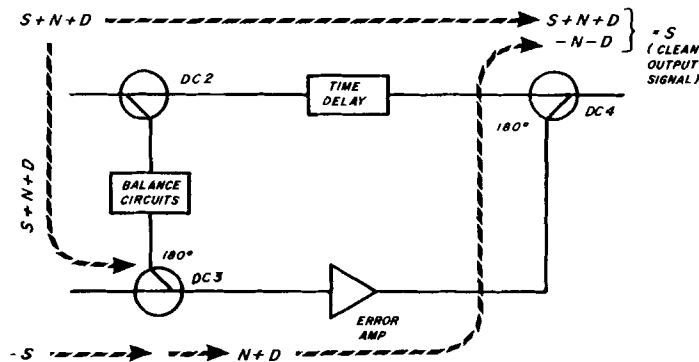 S+N+D
S+N+D
-N-D
= S
(CLEAN
OUTPUT
SIGNAL)
DC2
TIME
DELAY
180°
DC4
S+N+D
BALANCE
CIRCUITS
180°
DC3
ERROR
AMP
-S
N+D